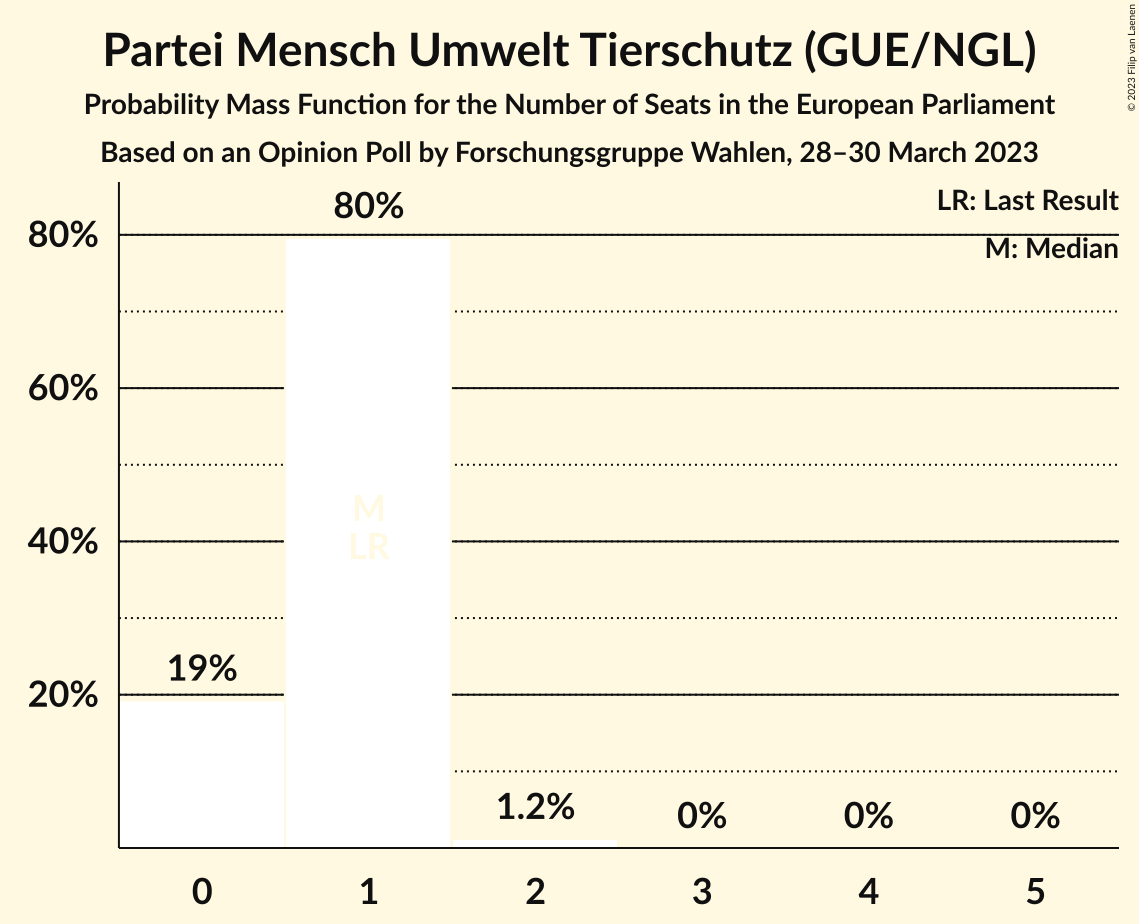 Partei Mensch Umwelt Tierschutz (GUE/NGL)
Probability Mass Function for the Number of Seats in the European Parliament
Based on an Opinion Poll by Forschungsgruppe Wahlen, 28–30 March 2023
© 2023 Filip van Laenen
LR: Last Result
M: Median
80%
60%
40%
20%
19%
80%
M
LR
1.2%
0%
0%
0%
0 1 2 3 4 5